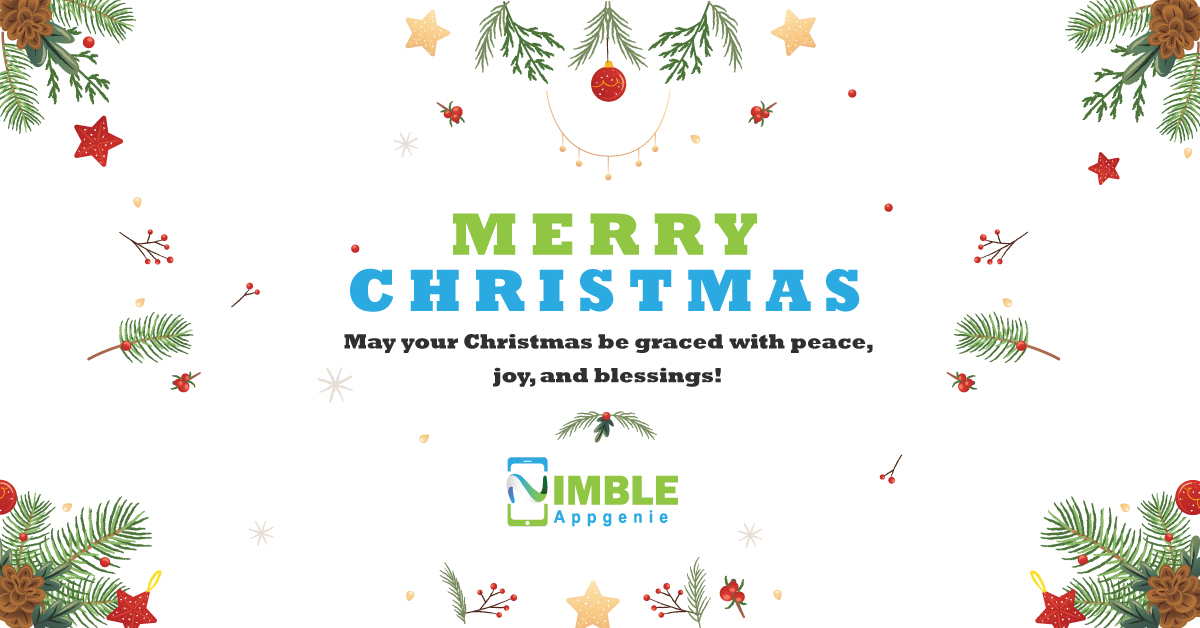 MERRY
CHRISTMAS
May your Christmas be graced with peace,
joy, and blessings!
NIMBLE
Appgenie